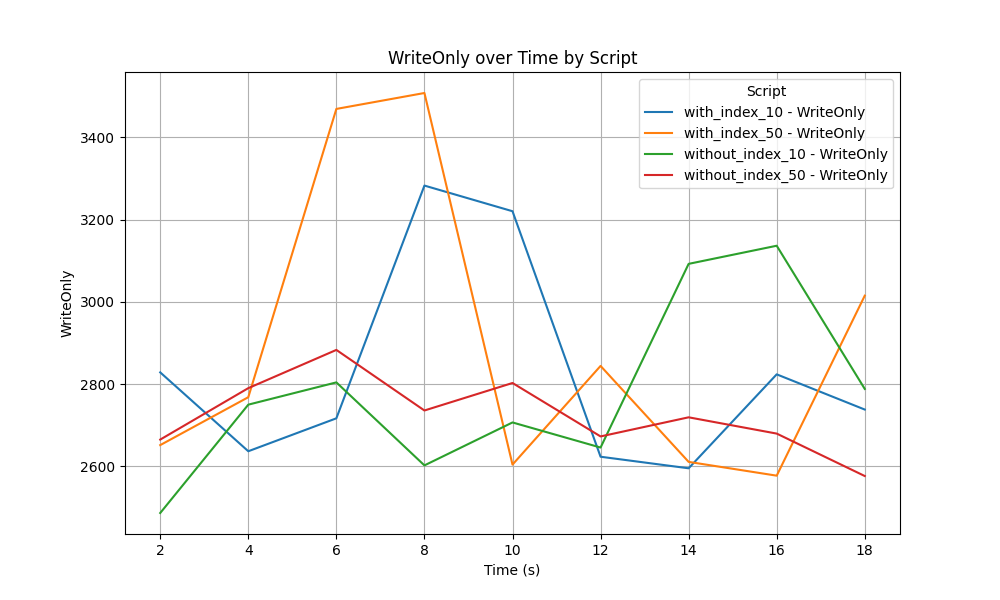 WriteOnly over Time by Script
Script
with_index_10 - WriteOnly
with_index_50 - WriteOnly
without_index_10 - WriteOnly
without_index_50 - WriteOnly
WriteOnly
3400
3200
3000
2800
2600
2 4 6 8 10 12 14 16 18
Time (s)